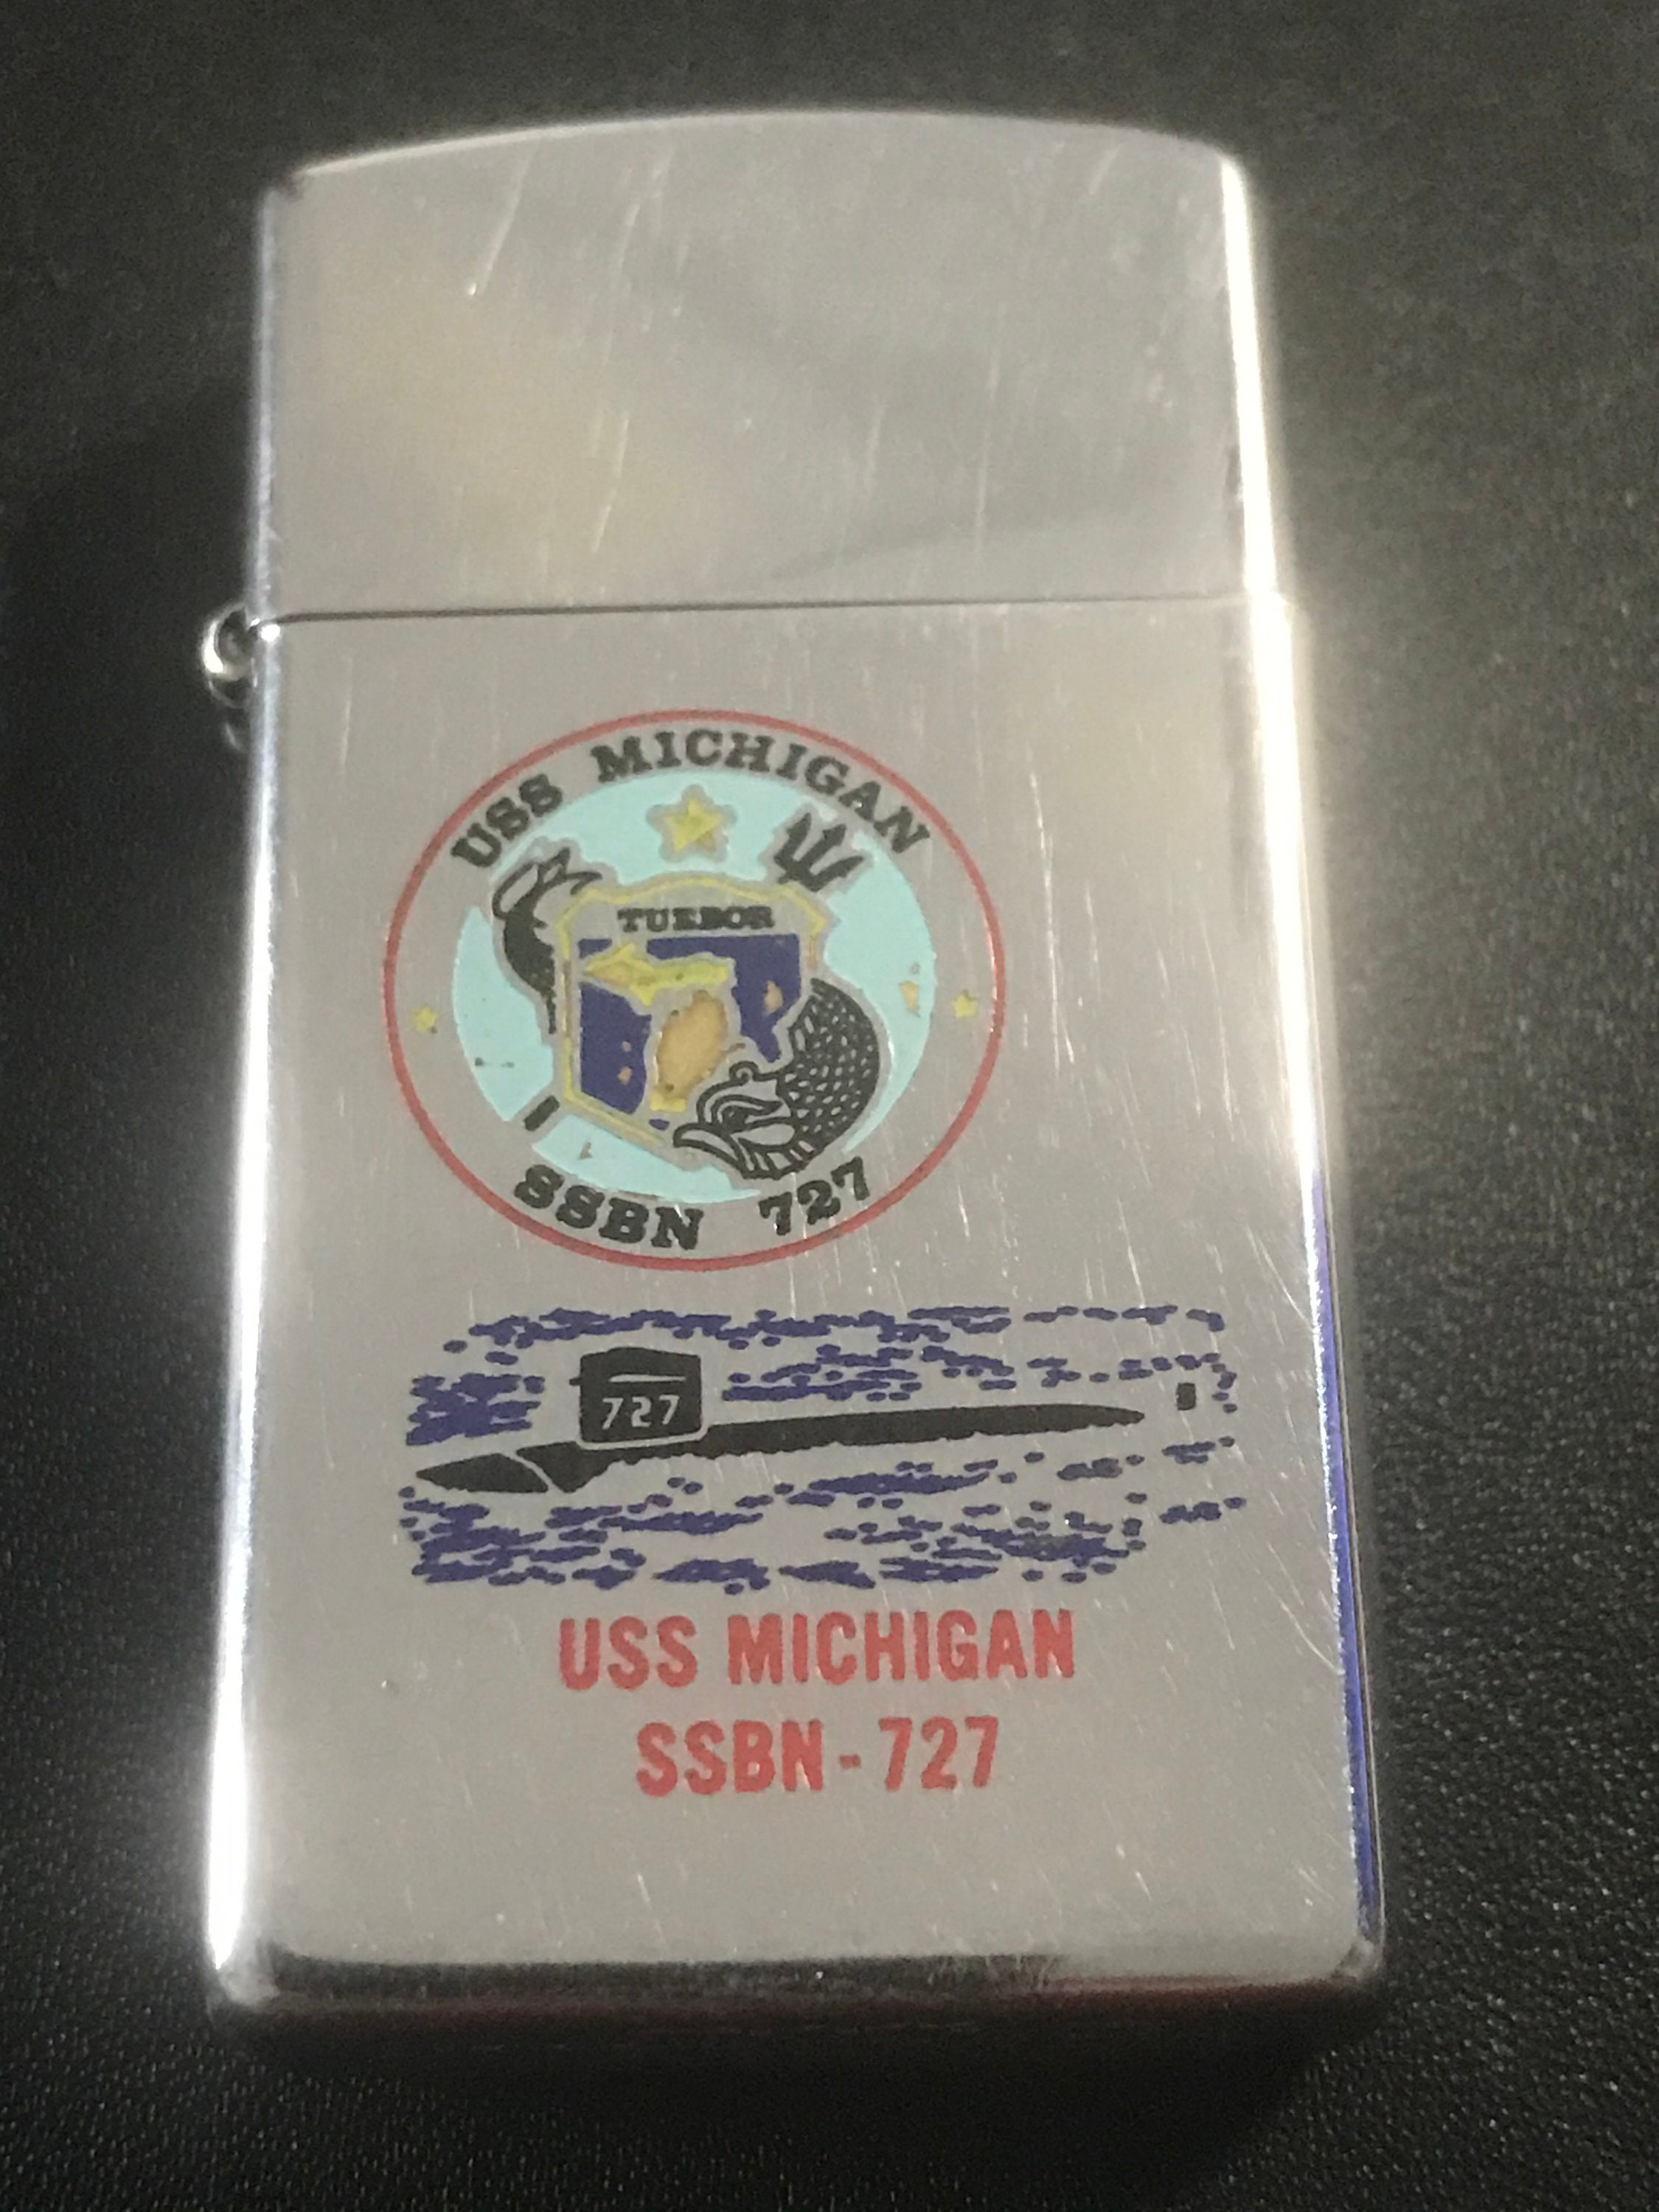 USS MICHIGAN
TUEBOR
SSBN 727
727
USS MICHIGAN
SSBN-727